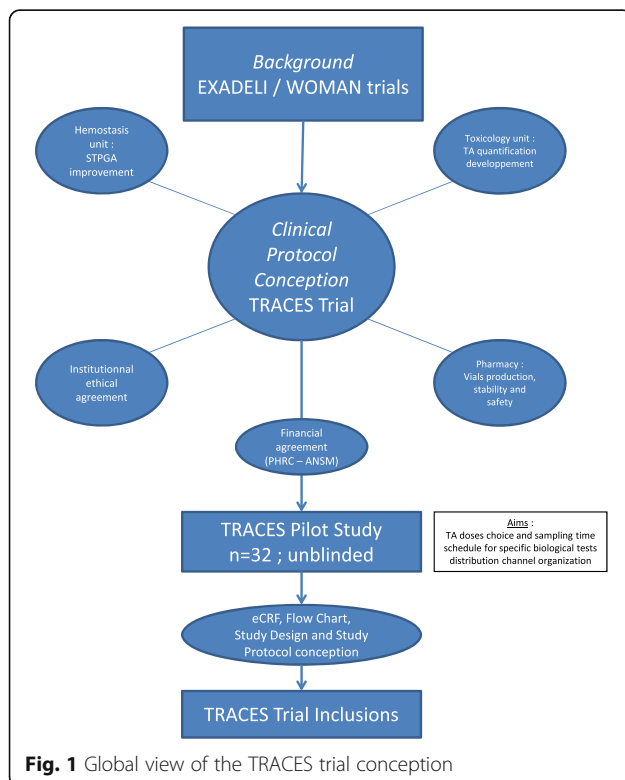 Background
EXADELI / WOMAN trials
Hemostasis
unit :
STPGA
improvement
Toxicology unit :
TA quantification
developpement
Clinical
Protocol
Conception
TRACES Trial
Institutionnal
ethical
agreement
Pharmacy :
Vials production,
stability and
safety
Financial
agreement
(PHRC – ANSM)
TRACES Pilot Study
n=32 ; unblinded
Aims :
TA doses choice and sampling time
schedule for specific biological tests
distribution channel organization
eCRF, Flow Chart,
Study Design and Study
Protocol conception
TRACES Trial Inclusions
Fig. 1 Global view of the TRACES trial conception